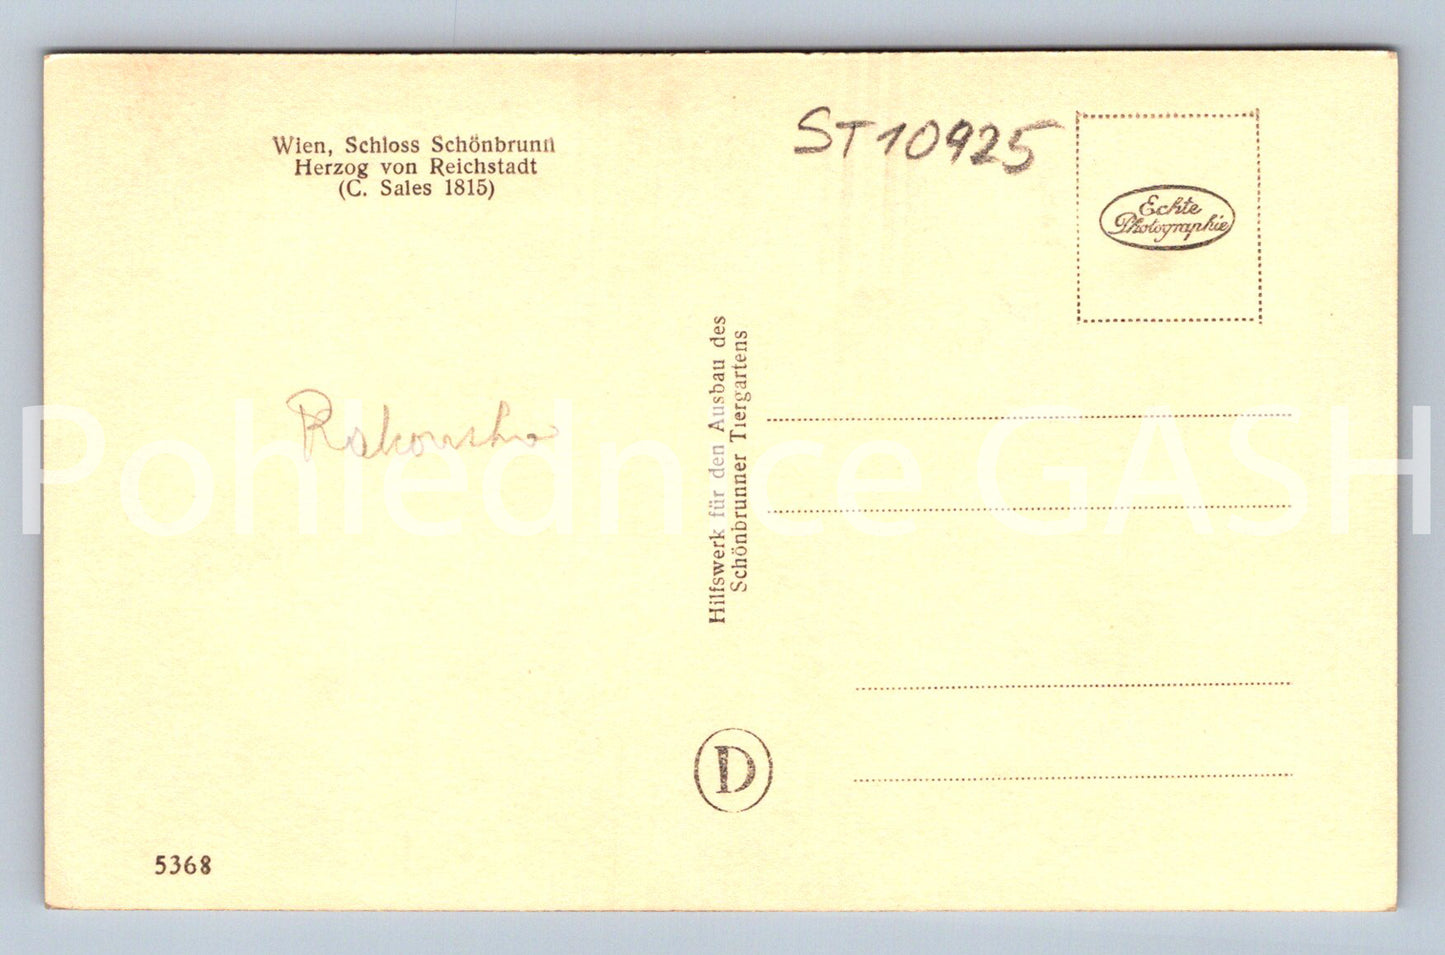 Wien, Schloss Schönbrunn
Herzog von Reichstadt
(C. Sales 1815)
ST10925
Echte
Photographie
Rakousko
Hilfswerk für den Ausbau des
Schönbrunner Tiergartens
Pohlednice GASH
D
5368